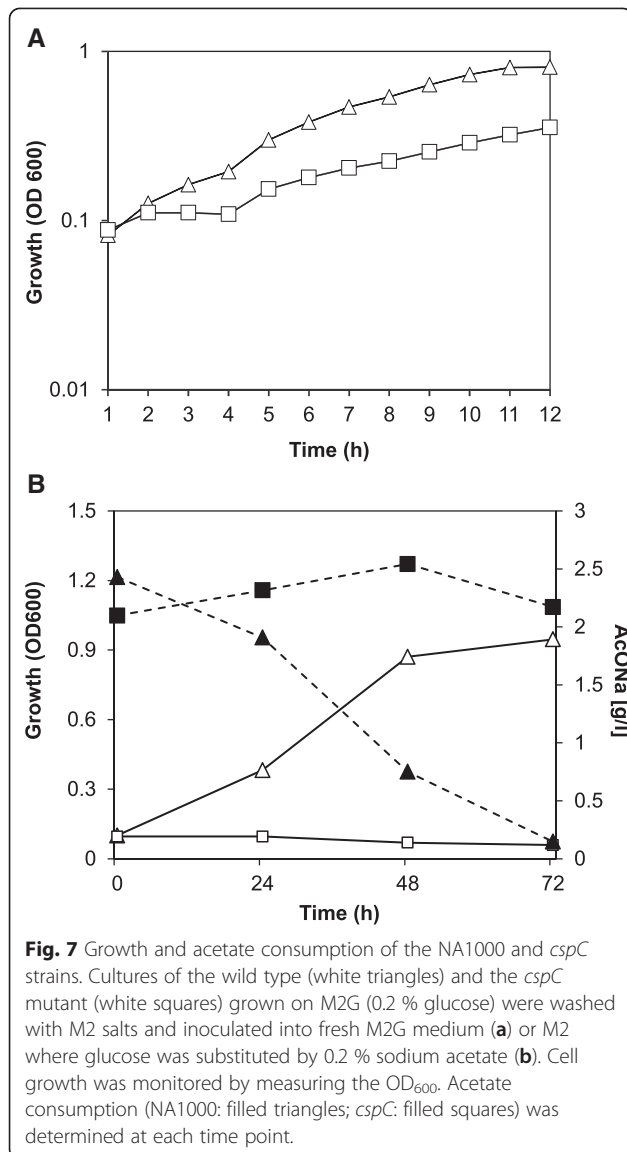 A
1
0.1
0.01
Growth (OD 600)
1 2 3 4 5 6 7 8 9 10 11 12
Time (h)
B
1.5
1.2
0.9
0.6
0.3
0
Growth (OD600)
3
2.5
2
1.5
1
0.5
0
AcONa [g/l]
0 24 48 72
Time (h)
Fig. 7 Growth and acetate consumption of the NA1000 and cspC
strains. Cultures of the wild type (white triangles) and the cspC
mutant (white squares) grown on M2G (0.2 % glucose) were washed
with M2 salts and inoculated into fresh M2G medium (a) or M2
where glucose was substituted by 0.2 % sodium acetate (b). Cell
growth was monitored by measuring the OD600. Acetate
consumption (NA1000: filled triangles; cspC: filled squares) was
determined at each time point.